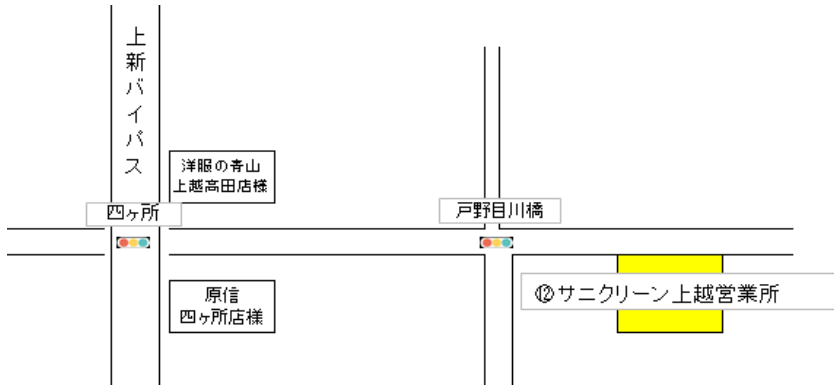 上新バイパス
洋服の青山
上越高田店様
四ヶ所
戸野目川橋
原信
四ヶ所店様
⑫サニクリーン上越営業所